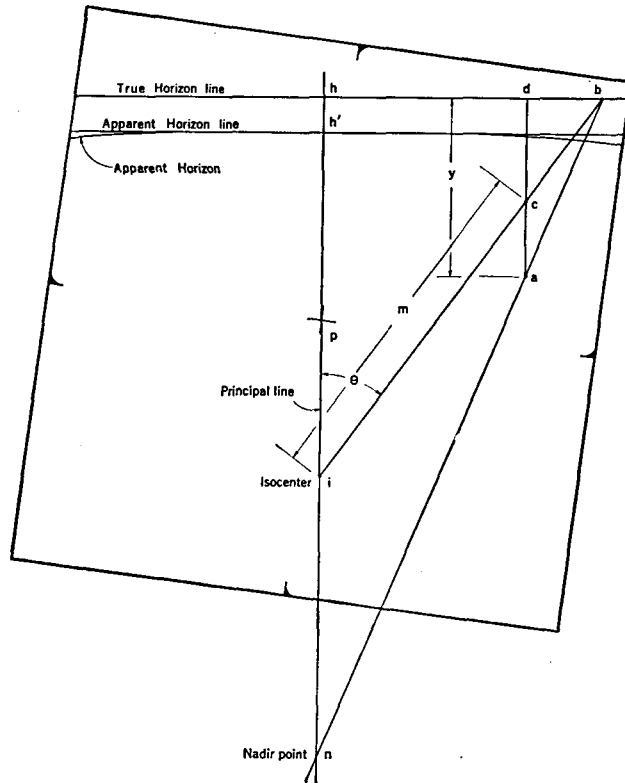 True Horizon line
h
d
b
Apparent Horizon line
h'
Apparent Horizon
y
c
a
m
p
θ
Principal line
Isocenter
i
Nadir point
n